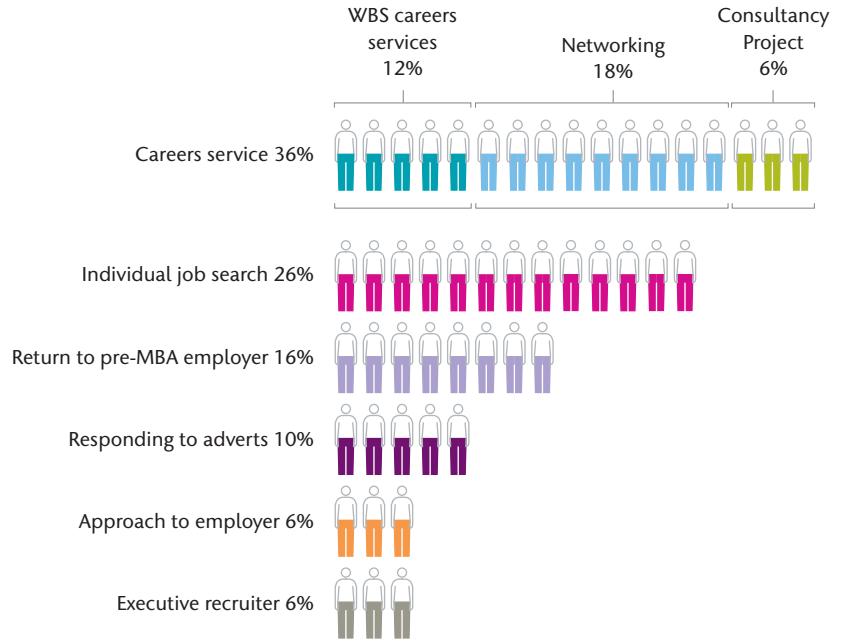 WBS careers
services
12%
Networking
18%
Consultancy
Project
6%
Careers service 36%
Individual job search 26%
Return to pre-MBA employer 16%
Responding to adverts 10%
Approach to employer 6%
Executive recruiter 6%